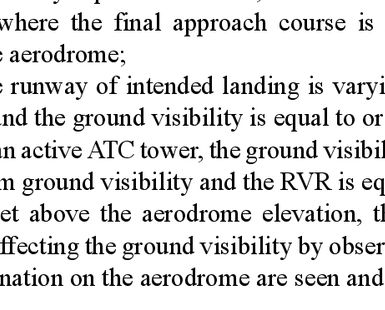 where the final approach course is
e aerodrome;
e runway of intended landing is varyi
and the ground visibility is equal to or
an active ATC tower, the ground visibil
m ground visibility and the RVR is eq
et above the aerodrome elevation, th
ffecting the ground visibility by obser
nation on the aerodrome are seen and